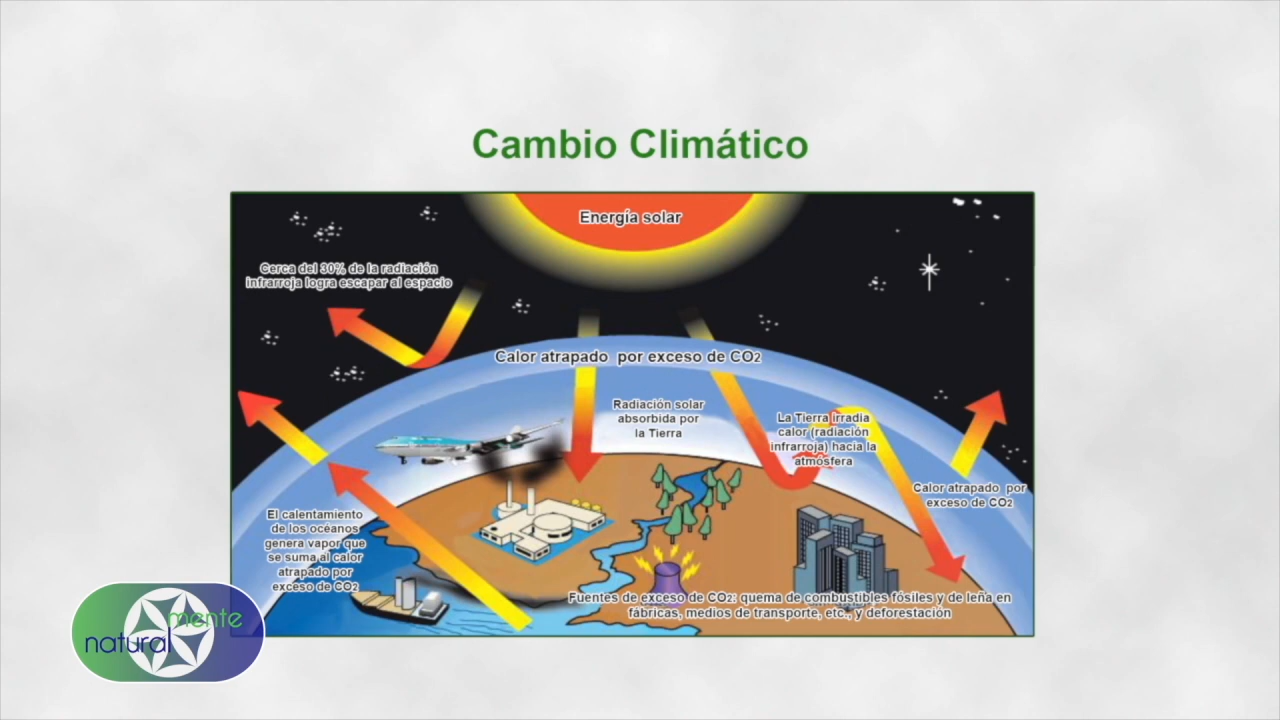 Cambio Climático
Energía solar
Cerca del 30% de la radiación
infrarroja logra escapar al espacio
Calor atrapado por exceso de CO2
Radiación solar
absorbida por
la Tierra
La Tierra irradia
calor (radiación
infrarroja) hacia la
atmósfera
Calor atrapado por
exceso de CO2
El calentamiento
de los océanos
genera vapor que
se suma al calor
atrapado por
exceso de CO2
Fuentes de exceso de CO2: quema de combustibles fósiles y de leña en
fábricas, medios de transporte, etc., y deforestación
mente
natural